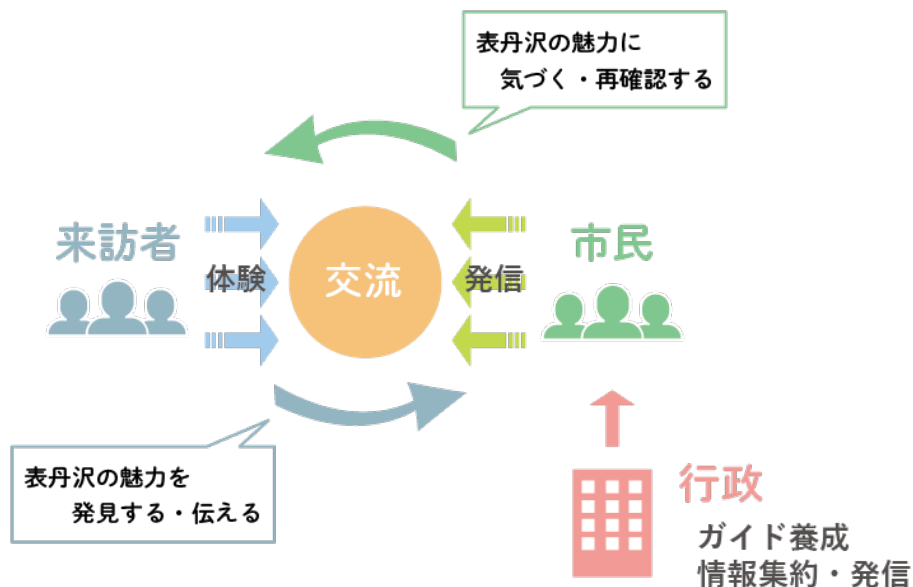 表丹沢の魅力に
気づく・再確認する
来訪者
体験
交流
発信
市民
表丹沢の魅力を
発見する・伝える
行政
ガイド養成
情報集約・発信